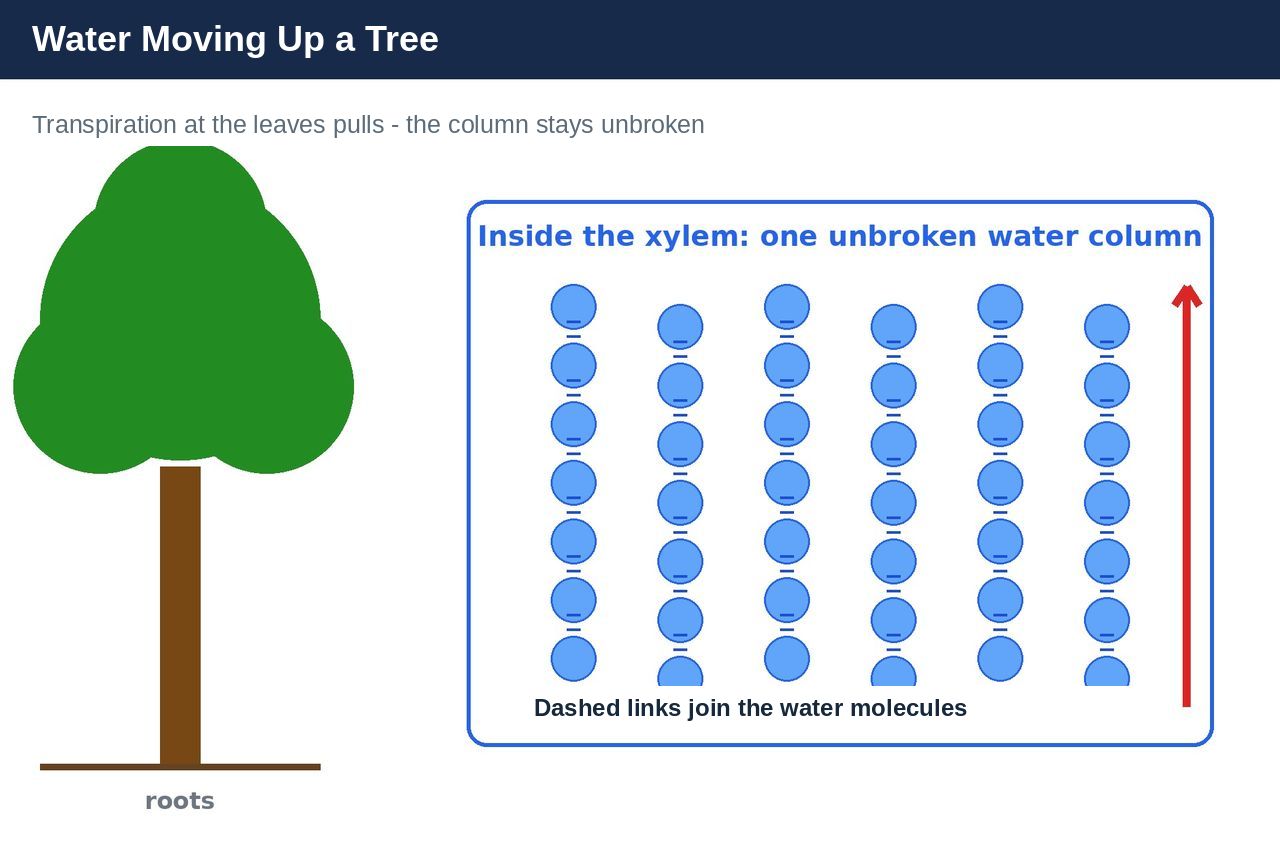 Water Moving Up a Tree
Transpiration at the leaves pulls - the column stays unbroken
Inside the xylem: one unbroken water column
Dashed links join the water molecules
roots